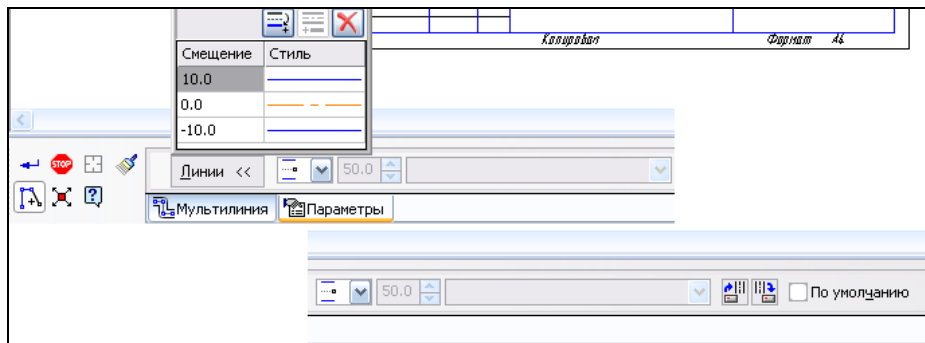 Копировал Формат А4
Смещение Стиль
10.0
0.0
-10.0
STOP
Линии << 50.0
Мультилиния Параметры
50.0 По умолчанию